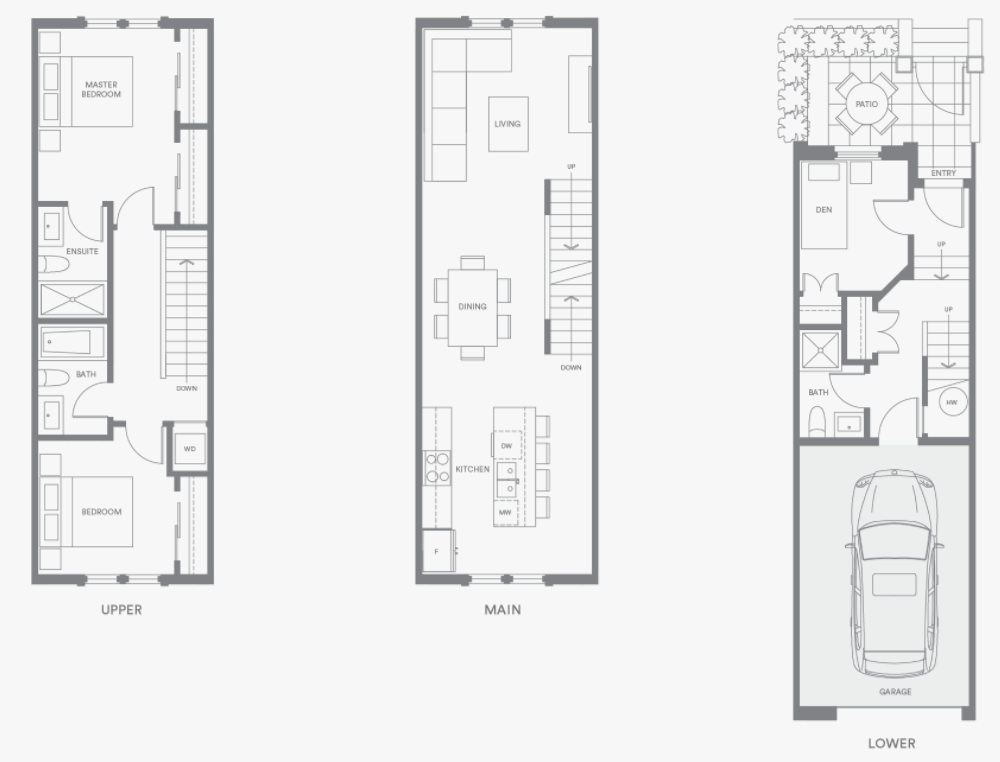 MASTER
BEDROOM
ENSUITE
BATH
DOWN
WD
BEDROOM
UPPER
LIVING
UP
DINING
DOWN
DW
KITCHEN
MW
F
MAIN
PATIO
ENTRY
DEN
UP
UP
BATH
HW
GARAGE
LOWER